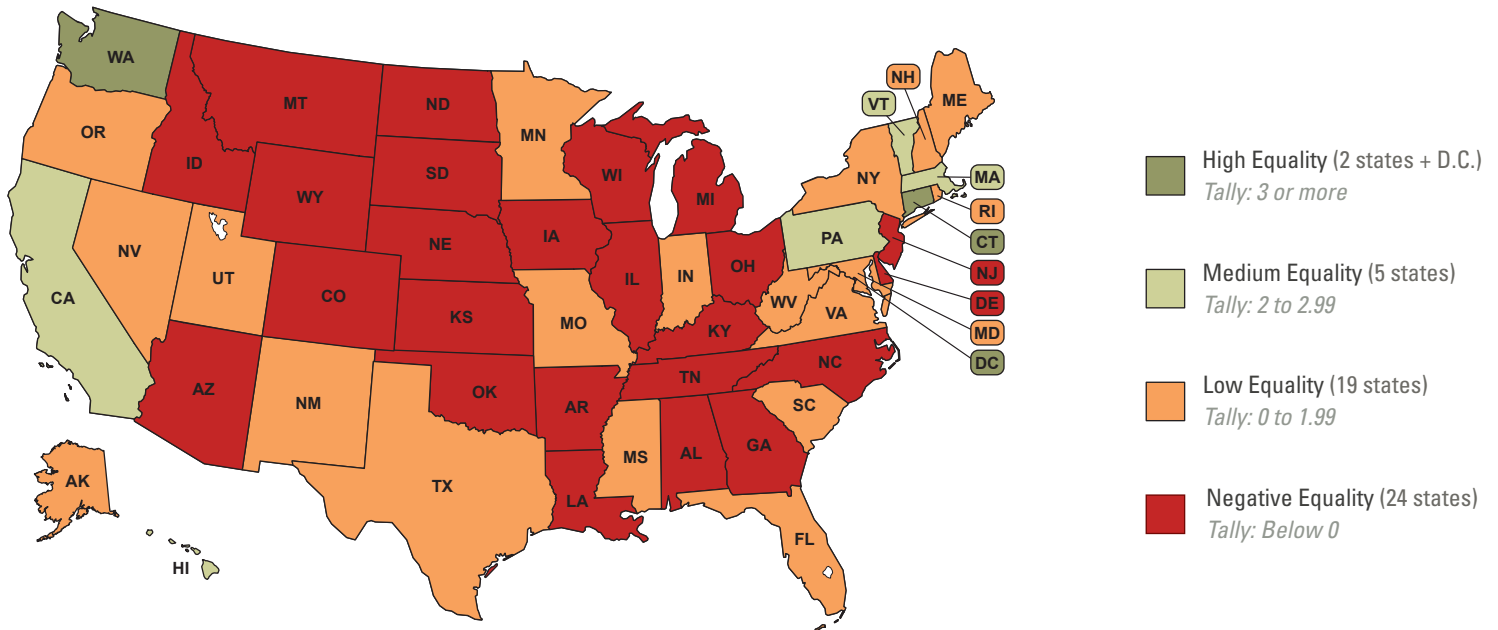 WA
MT
ND
MN
OR
ID
SD
WI
MI
WY
IA
NE
NV
UT
CA
CO
IL
IN
OH
PA
NY
VT
NH
ME
MA
RI
CT
NJ
DE
MD
DC
WV
VA
KS
MO
KY
NC
TN
AZ
NM
OK
AR
SC
MS
AL
GA
TX
LA
FL
AK
HI
High Equality (2 states + D.C.)
Tally: 3 or more
Medium Equality (5 states)
Tally: 2 to 2.99
Low Equality (19 states)
Tally: 0 to 1.99
Negative Equality (24 states)
Tally: Below 0